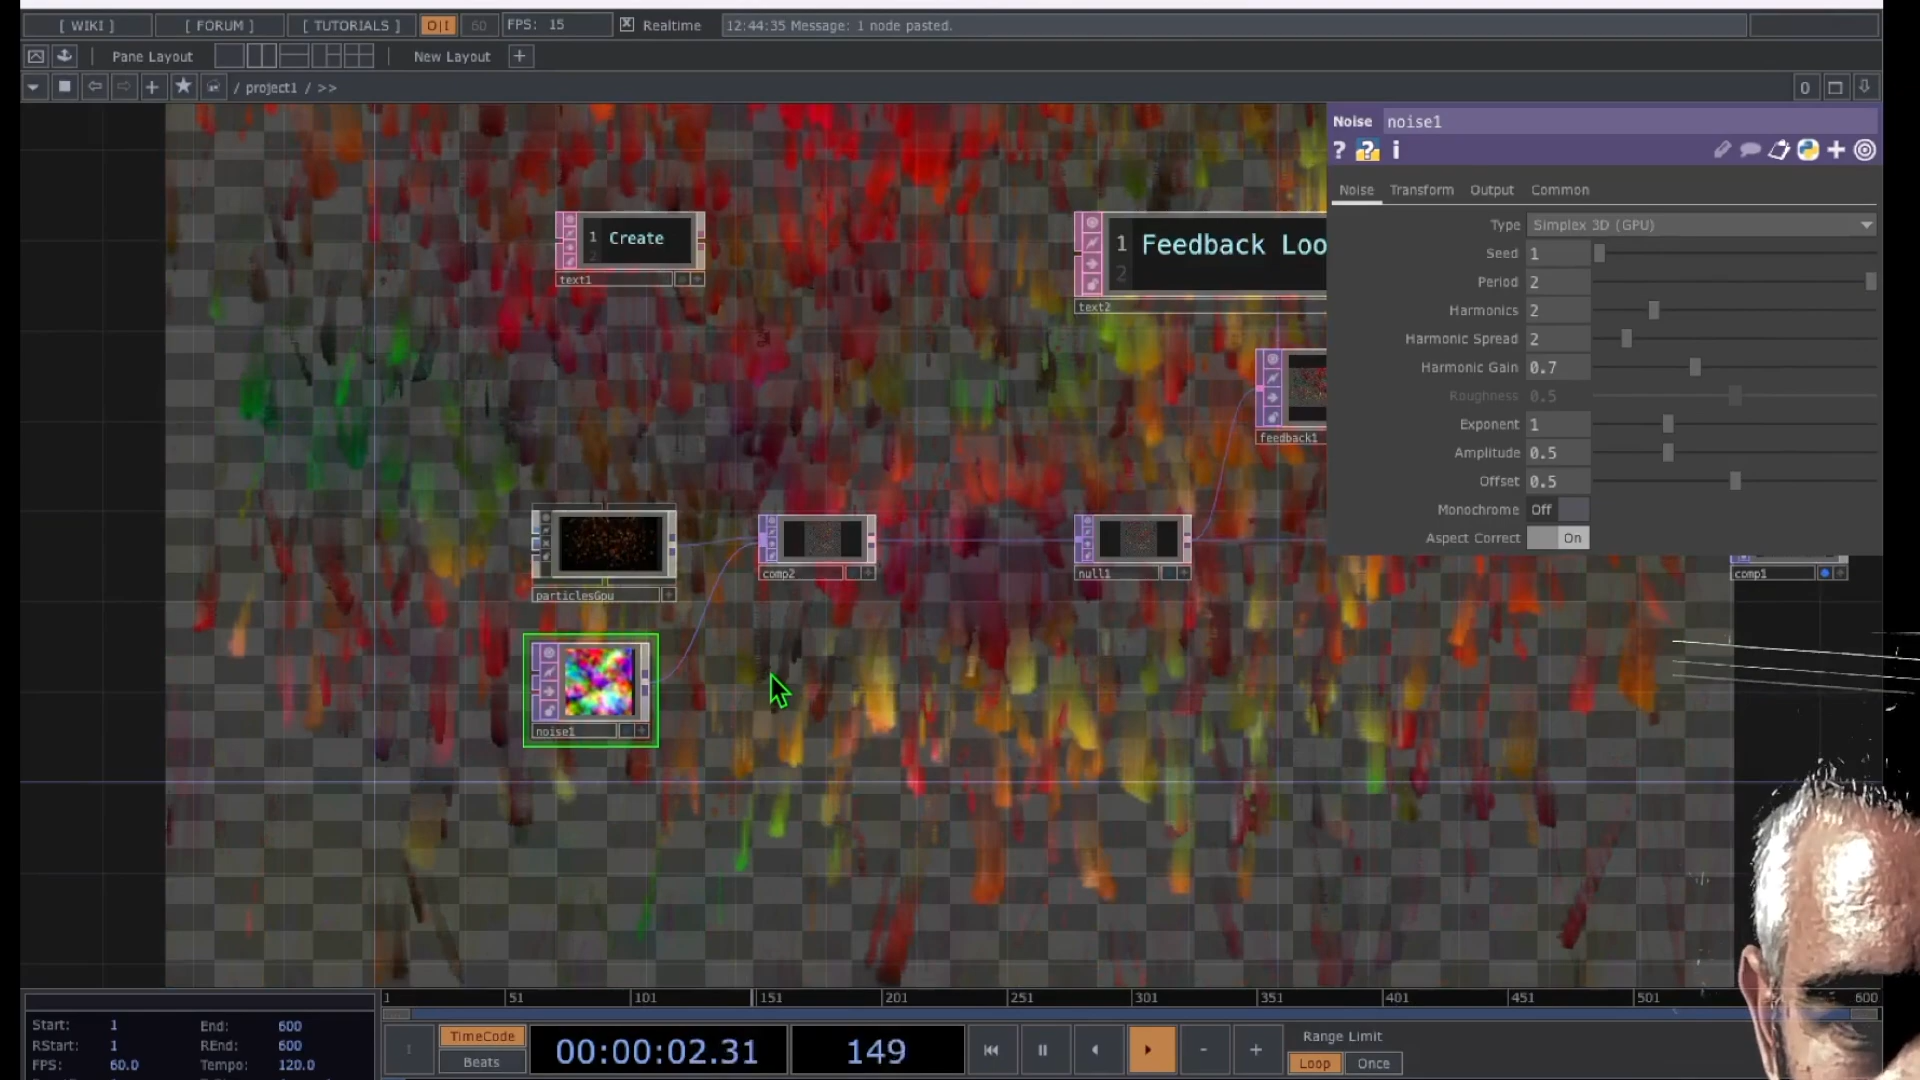 [ WIKI ] [ FORUM ] [ TUTORIALS ] O|I 60 FPS: 15 Realtime 12:44:35 Message: 1 node pasted.
Pane Layout New Layout +
/ project1 / >> 0
Noise noise1
? ? i
Noise Transform Output Common
Type Simplex 3D (GPU)
Seed 1
Period 2
Harmonics 2
Harmonic Spread 2
Harmonic Gain 0.7
Roughness 0.5
Exponent 1
Amplitude 0.5
Offset 0.5
Monochrome Off
Aspect Correct On
1 Create
2
text1
1 Feedback Loo
2
text2
feedback1
particlesGpu
comp2
null1
comp1
noise1
1 51 101 151 201 251 301 351 401 451 501 600
Start: 1 End: 600
RStart: 1 REnd: 600
FPS: 60.0 Tempo: 120.0
TimeCode
Beats
00:00:02.31 149
- +
Range Limit
Loop Once